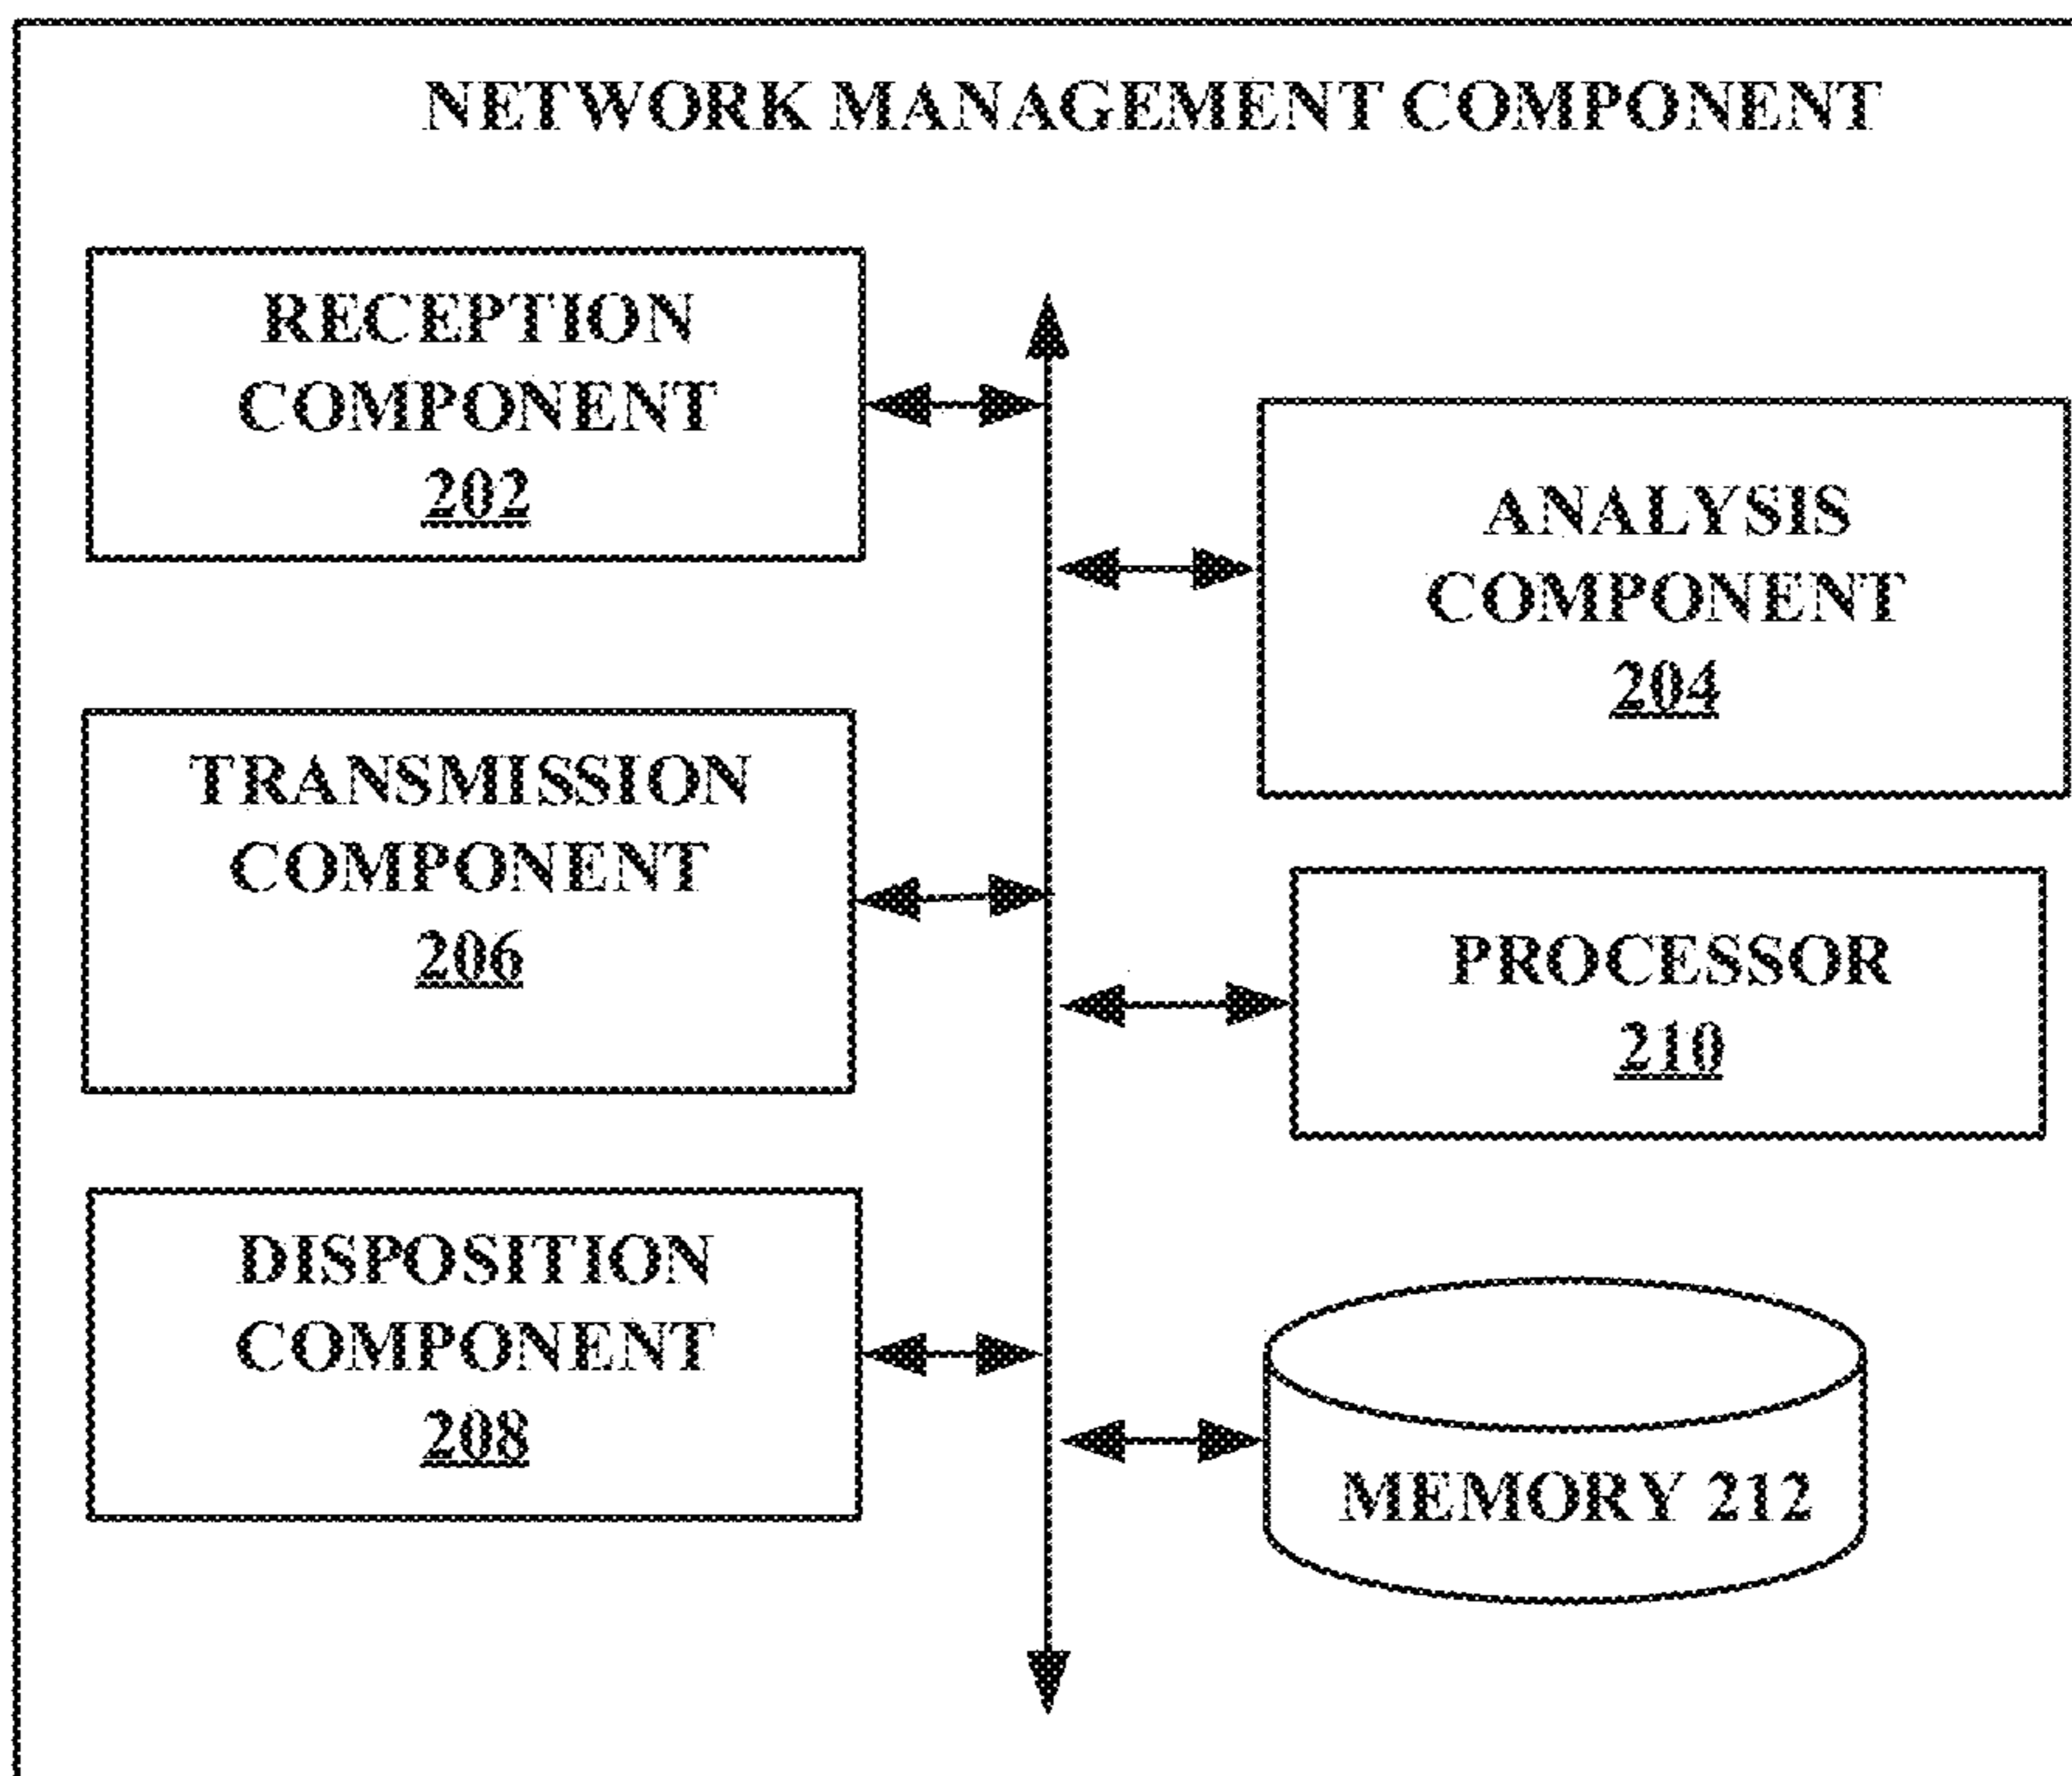 NETWORK MANAGEMENT COMPONENT
RECEPTION
COMPONENT
202
ANALYSIS
COMPONENT
204
TRANSMISSION
COMPONENT
206
PROCESSOR
210
DISPOSITION
COMPONENT
208
MEMORY 212